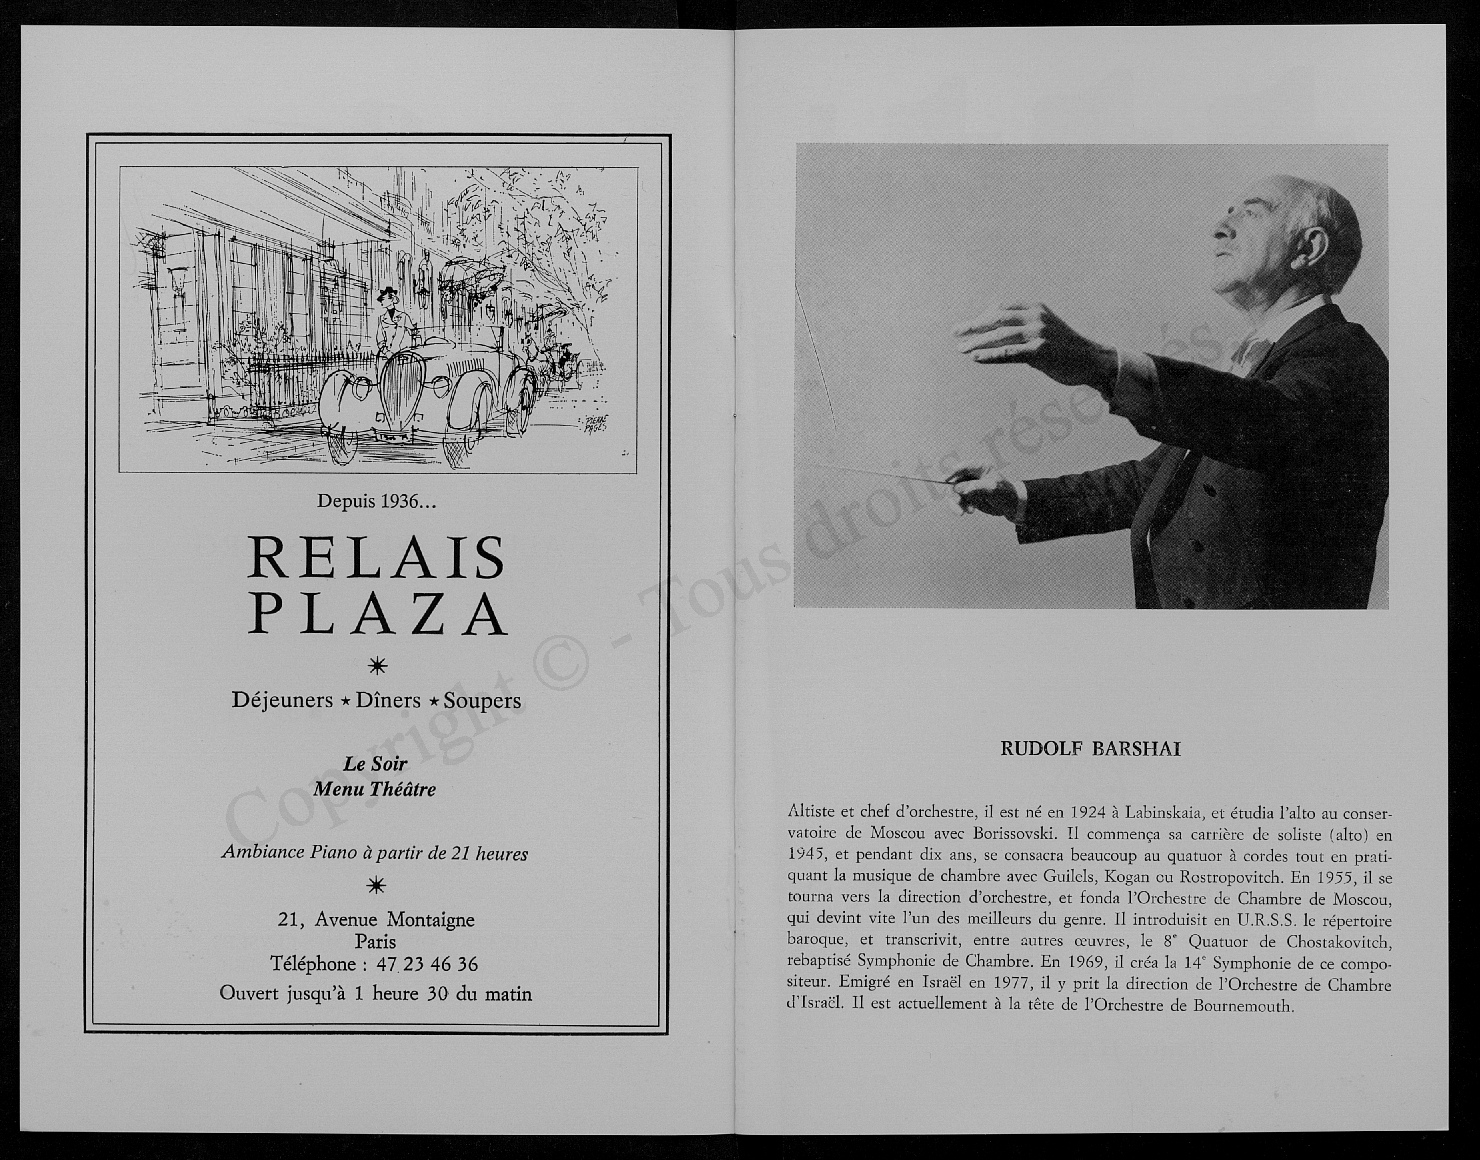 PIERRE
PAGES
Depuis 1936...
RELAIS
PLAZA
Déjeuners ★ Dîners ★ Soupers
Le Soir
Menu Théâtre
Ambiance Piano à partir de 21 heures
21, Avenue Montaigne
Paris
Téléphone : 47 23 46 36
Ouvert jusqu'à 1 heure 30 du matin
Copyright © - Tous droits réservés
RUDOLF BARSHAI
Altiste et chef d'orchestre, il est né en 1924 à Labinskaia, et étudia l'alto au conser-
vatoire de Moscou avec Borissovski. Il commença sa carrière de soliste (alto) en
1945, et pendant dix ans, se consacra beaucoup au quatuor à cordes tout en prati-
quant la musique de chambre avec Guilels, Kogan ou Rostropovitch. En 1955, il se
tourna vers la direction d'orchestre, et fonda l'Orchestre de Chambre de Moscou,
qui devint vite l'un des meilleurs du genre. Il introduisit en U.R.S.S. le répertoire
baroque, et transcrivit, entre autres œuvres, le 8e Quatuor de Chostakovitch,
rebaptisé Symphonie de Chambre. En 1969, il créa la 14e Symphonie de ce compo-
siteur. Emigré en Israël en 1977, il y prit la direction de l'Orchestre de Chambre
d'Israël. Il est actuellement à la tête de l'Orchestre de Bournemouth.